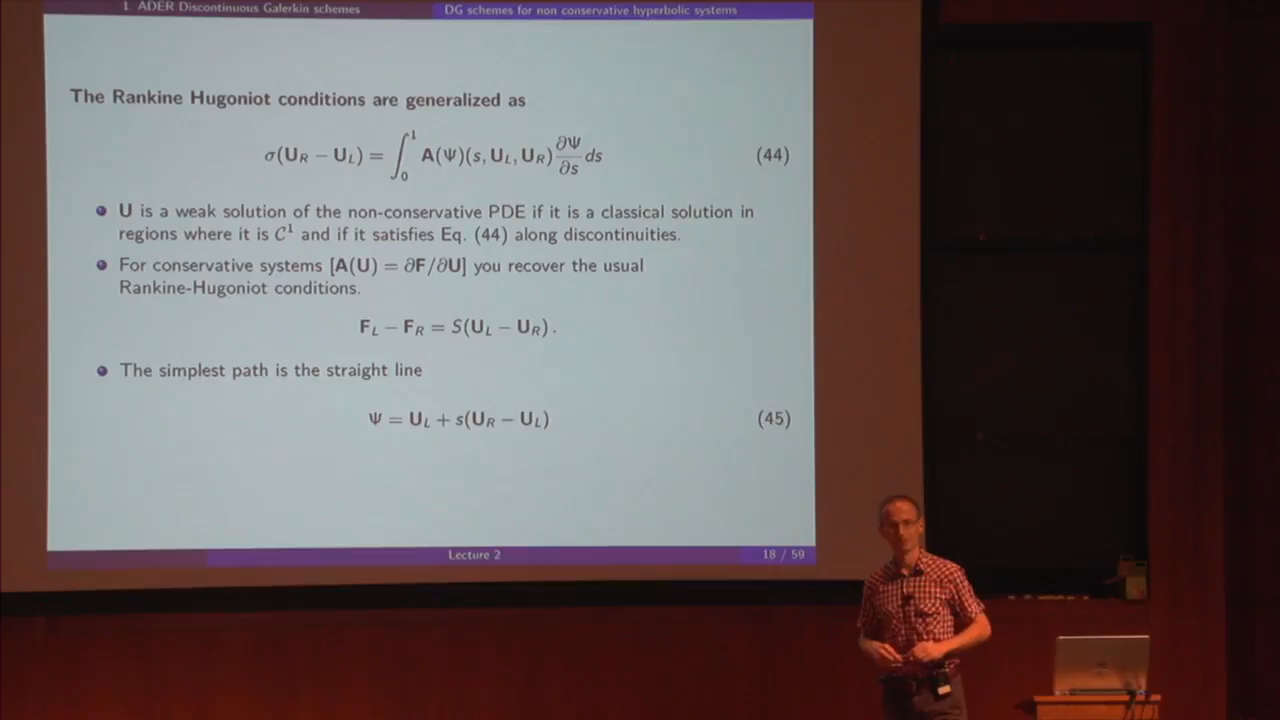 1. ADER Discontinuous Galerkin schemes DG schemes for non conservative hyperbolic systems
The Rankine Hugoniot conditions are generalized as
σ(U_R − U_L) = ∫_0^1 A(Ψ)(s, U_L, U_R) ∂Ψ/∂s ds (44)
U is a weak solution of the non-conservative PDE if it is a classical solution in
regions where it is C^1 and if it satisfies Eq. (44) along discontinuities.
For conservative systems [A(U) = ∂F/∂U] you recover the usual
Rankine-Hugoniot conditions.
F_L − F_R = S(U_L − U_R).
The simplest path is the straight line
Ψ = U_L + s(U_R − U_L) (45)
Lecture 2 18 / 59